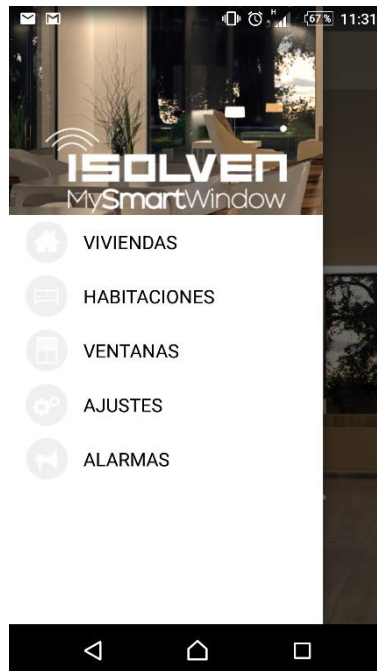 H 67% 11:31
ISOLVEN
MySmartWindow
VIVIENDAS
HABITACIONES
VENTANAS
AJUSTES
ALARMAS